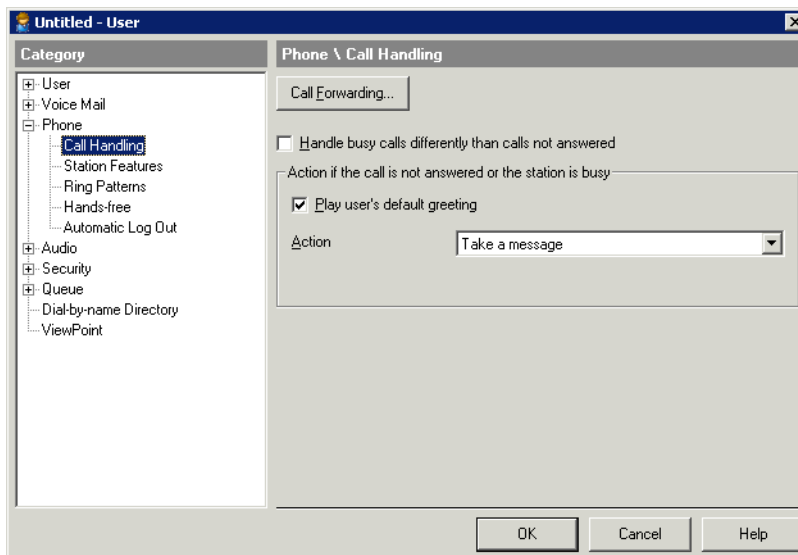 Untitled - User
Category
Phone \ Call Handling
User
Voice Mail
Phone
Call Handling
Station Features
Ring Patterns
Hands-free
Automatic Log Out
Audio
Security
Queue
Dial-by-name Directory
ViewPoint
Call Forwarding...
Handle busy calls differently than calls not answered
Action if the call is not answered or the station is busy
Play user's default greeting
Action Take a message
OK Cancel Help